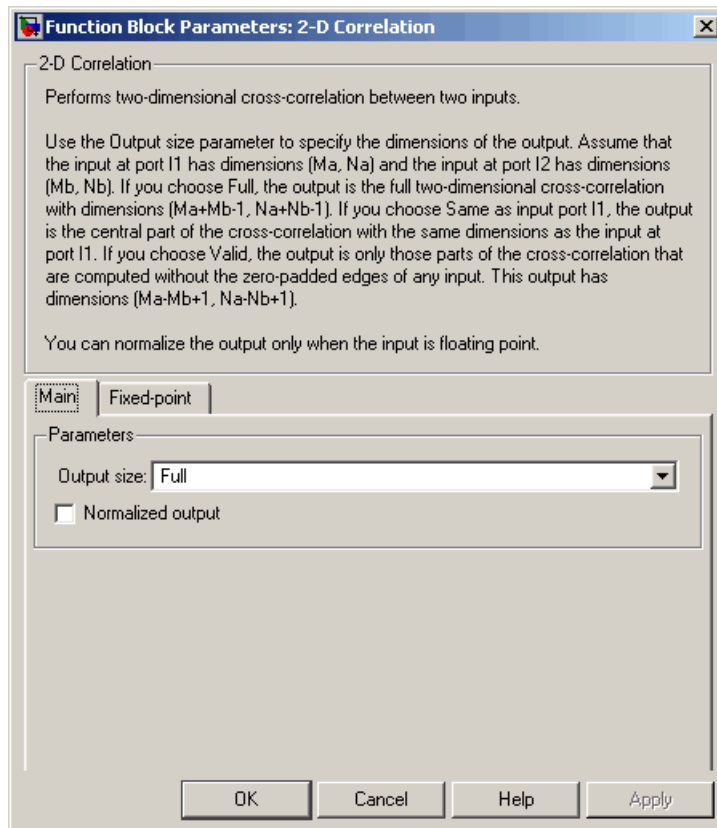 Function Block Parameters: 2-D Correlation
2-D Correlation
Performs two-dimensional cross-correlation between two inputs.
Use the Output size parameter to specify the dimensions of the output. Assume that
the input at port I1 has dimensions (Ma, Na) and the input at port I2 has dimensions
(Mb, Nb). If you choose Full, the output is the full two-dimensional cross-correlation
with dimensions (Ma+Mb-1, Na+Nb-1). If you choose Same as input port I1, the output
is the central part of the cross-correlation with the same dimensions as the input at
port I1. If you choose Valid, the output is only those parts of the cross-correlation that
are computed without the zero-padded edges of any input. This output has
dimensions (Ma-Mb+1, Na-Nb+1).
You can normalize the output only when the input is floating point.
Main Fixed-point
Parameters
Output size: Full
Normalized output
OK Cancel Help Apply